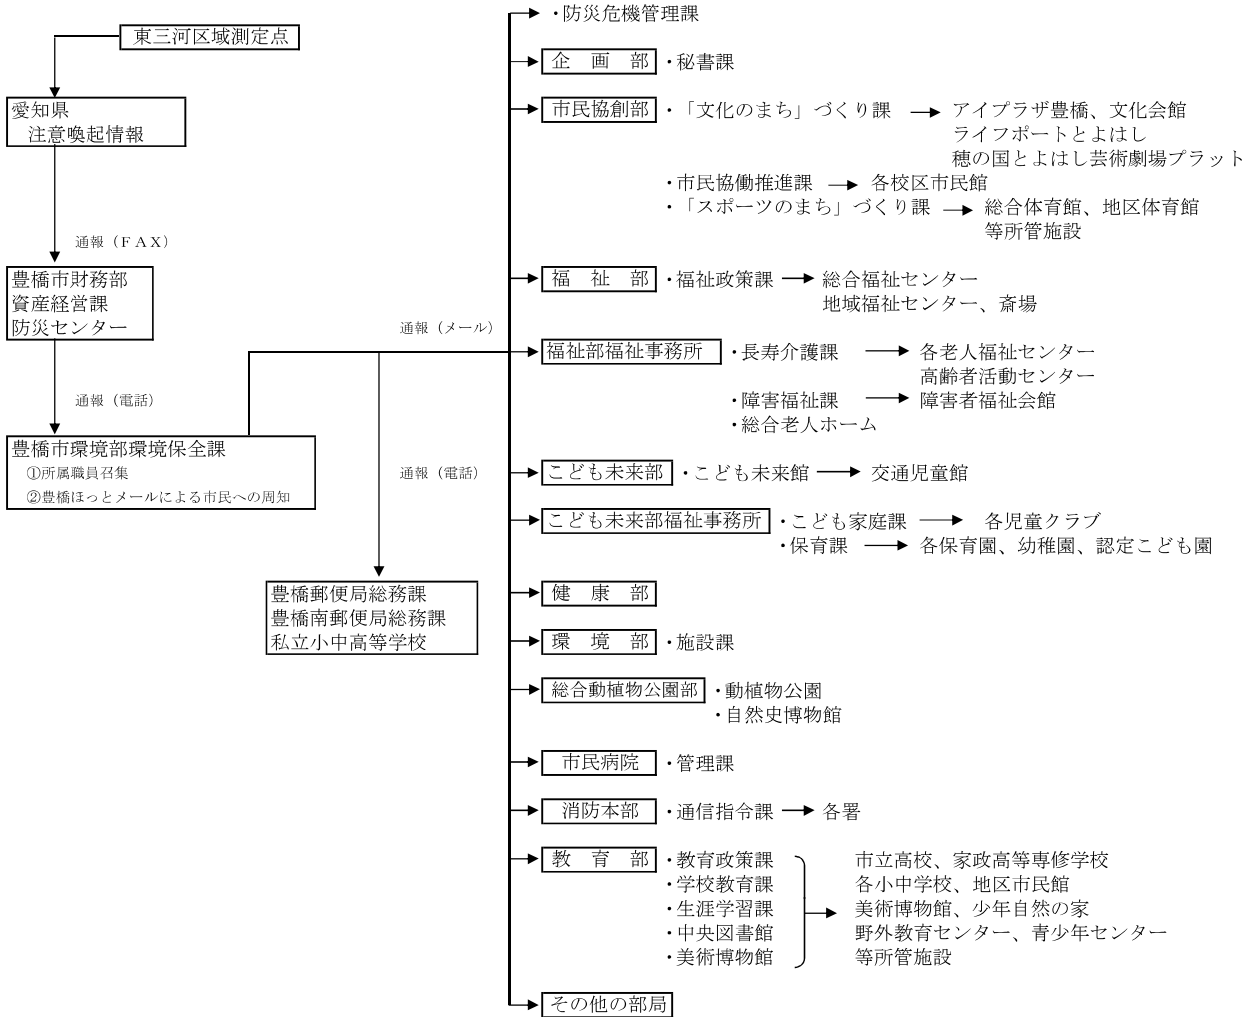 東三河区域測定点
愛知県
注意喚起情報
通報（ＦＡＸ）
豊橋市財務部
資産経営課
防災センター
通報（電話）
豊橋市環境部環境保全課
①所属職員召集
②豊橋ほっとメールによる市民への周知
通報（メール）
通報（電話）
豊橋郵便局総務課
豊橋南郵便局総務課
私立小中高等学校
・防災危機管理課
企　画　部 ・秘書課
市民協創部 ・「文化のまち」づくり課 アイプラザ豊橋、文化会館
ライフポートとよはし
穂の国とよはし芸術劇場プラット
・市民協働推進課 各校区市民館
・「スポーツのまち」づくり課 総合体育館、地区体育館
等所管施設
福　祉　部 ・福祉政策課 総合福祉センター
地域福祉センター、斎場
福祉部福祉事務所 ・長寿介護課 各老人福祉センター
高齢者活動センター
・障害福祉課 障害者福祉会館
・総合老人ホーム
こども未来部 ・こども未来館 交通児童館
こども未来部福祉事務所 ・こども家庭課 各児童クラブ
・保育課 各保育園、幼稚園、認定こども園
健　康　部
環　境　部 ・施設課
総合動植物公園部 ・動植物公園
・自然史博物館
市民病院 ・管理課
消防本部 ・通信指令課 各署
教　育　部 ・教育政策課 市立高校、家政高等専修学校
・学校教育課 各小中学校、地区市民館
・生涯学習課 美術博物館、少年自然の家
・中央図書館 野外教育センター、青少年センター
・美術博物館 等所管施設
その他の部局